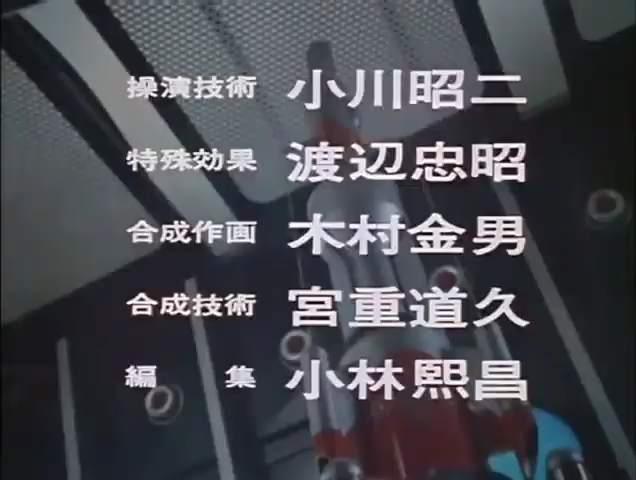 操演技術 小川昭二
特殊効果 渡辺忠昭
合成作画 木村金男
合成技術 宮重道久
編集 小林熙昌